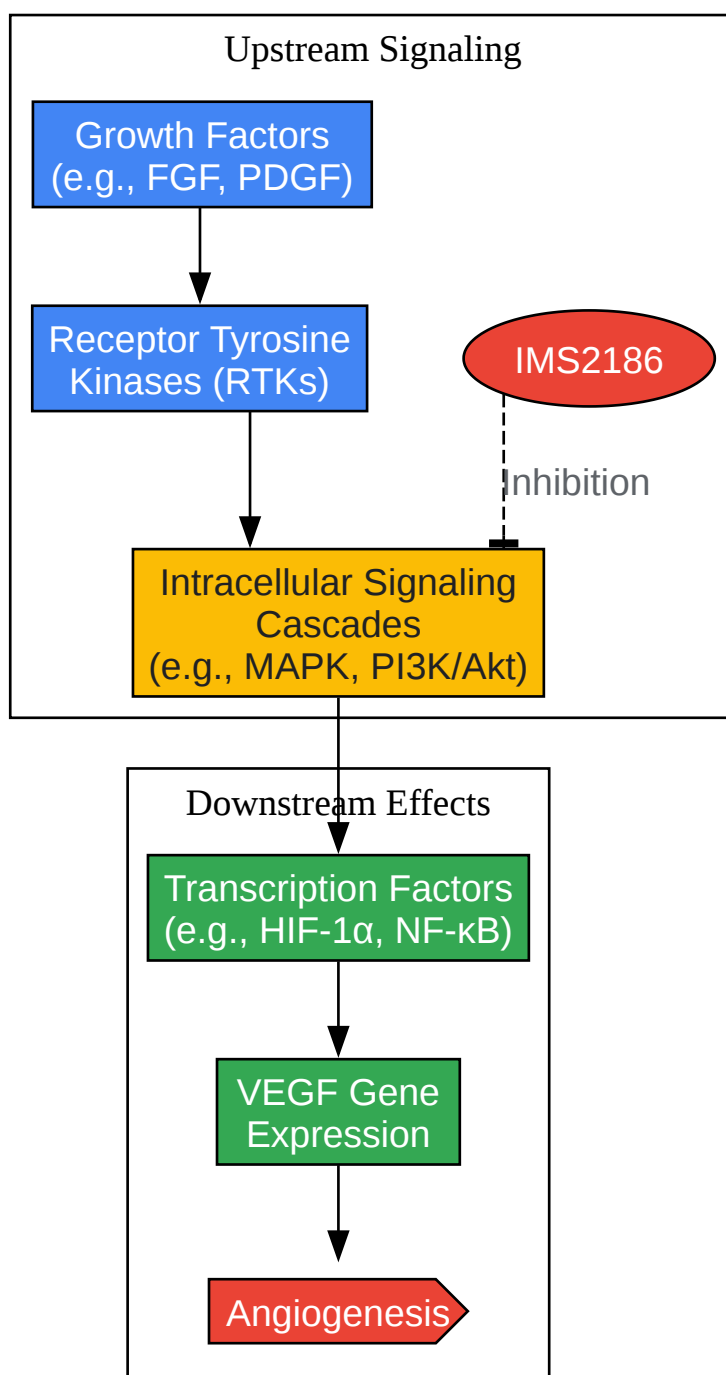 Upstream Signaling
Growth Factors
(e.g., FGF, PDGF)
Receptor Tyrosine
Kinases (RTKs)
IMS2186
Inhibition
Intracellular Signaling
Cascades
(e.g., MAPK, PI3K/Akt)
Downstream Effects
Transcription Factors
(e.g., HIF-1α, NF-κB)
VEGF Gene
Expression
Angiogenesis